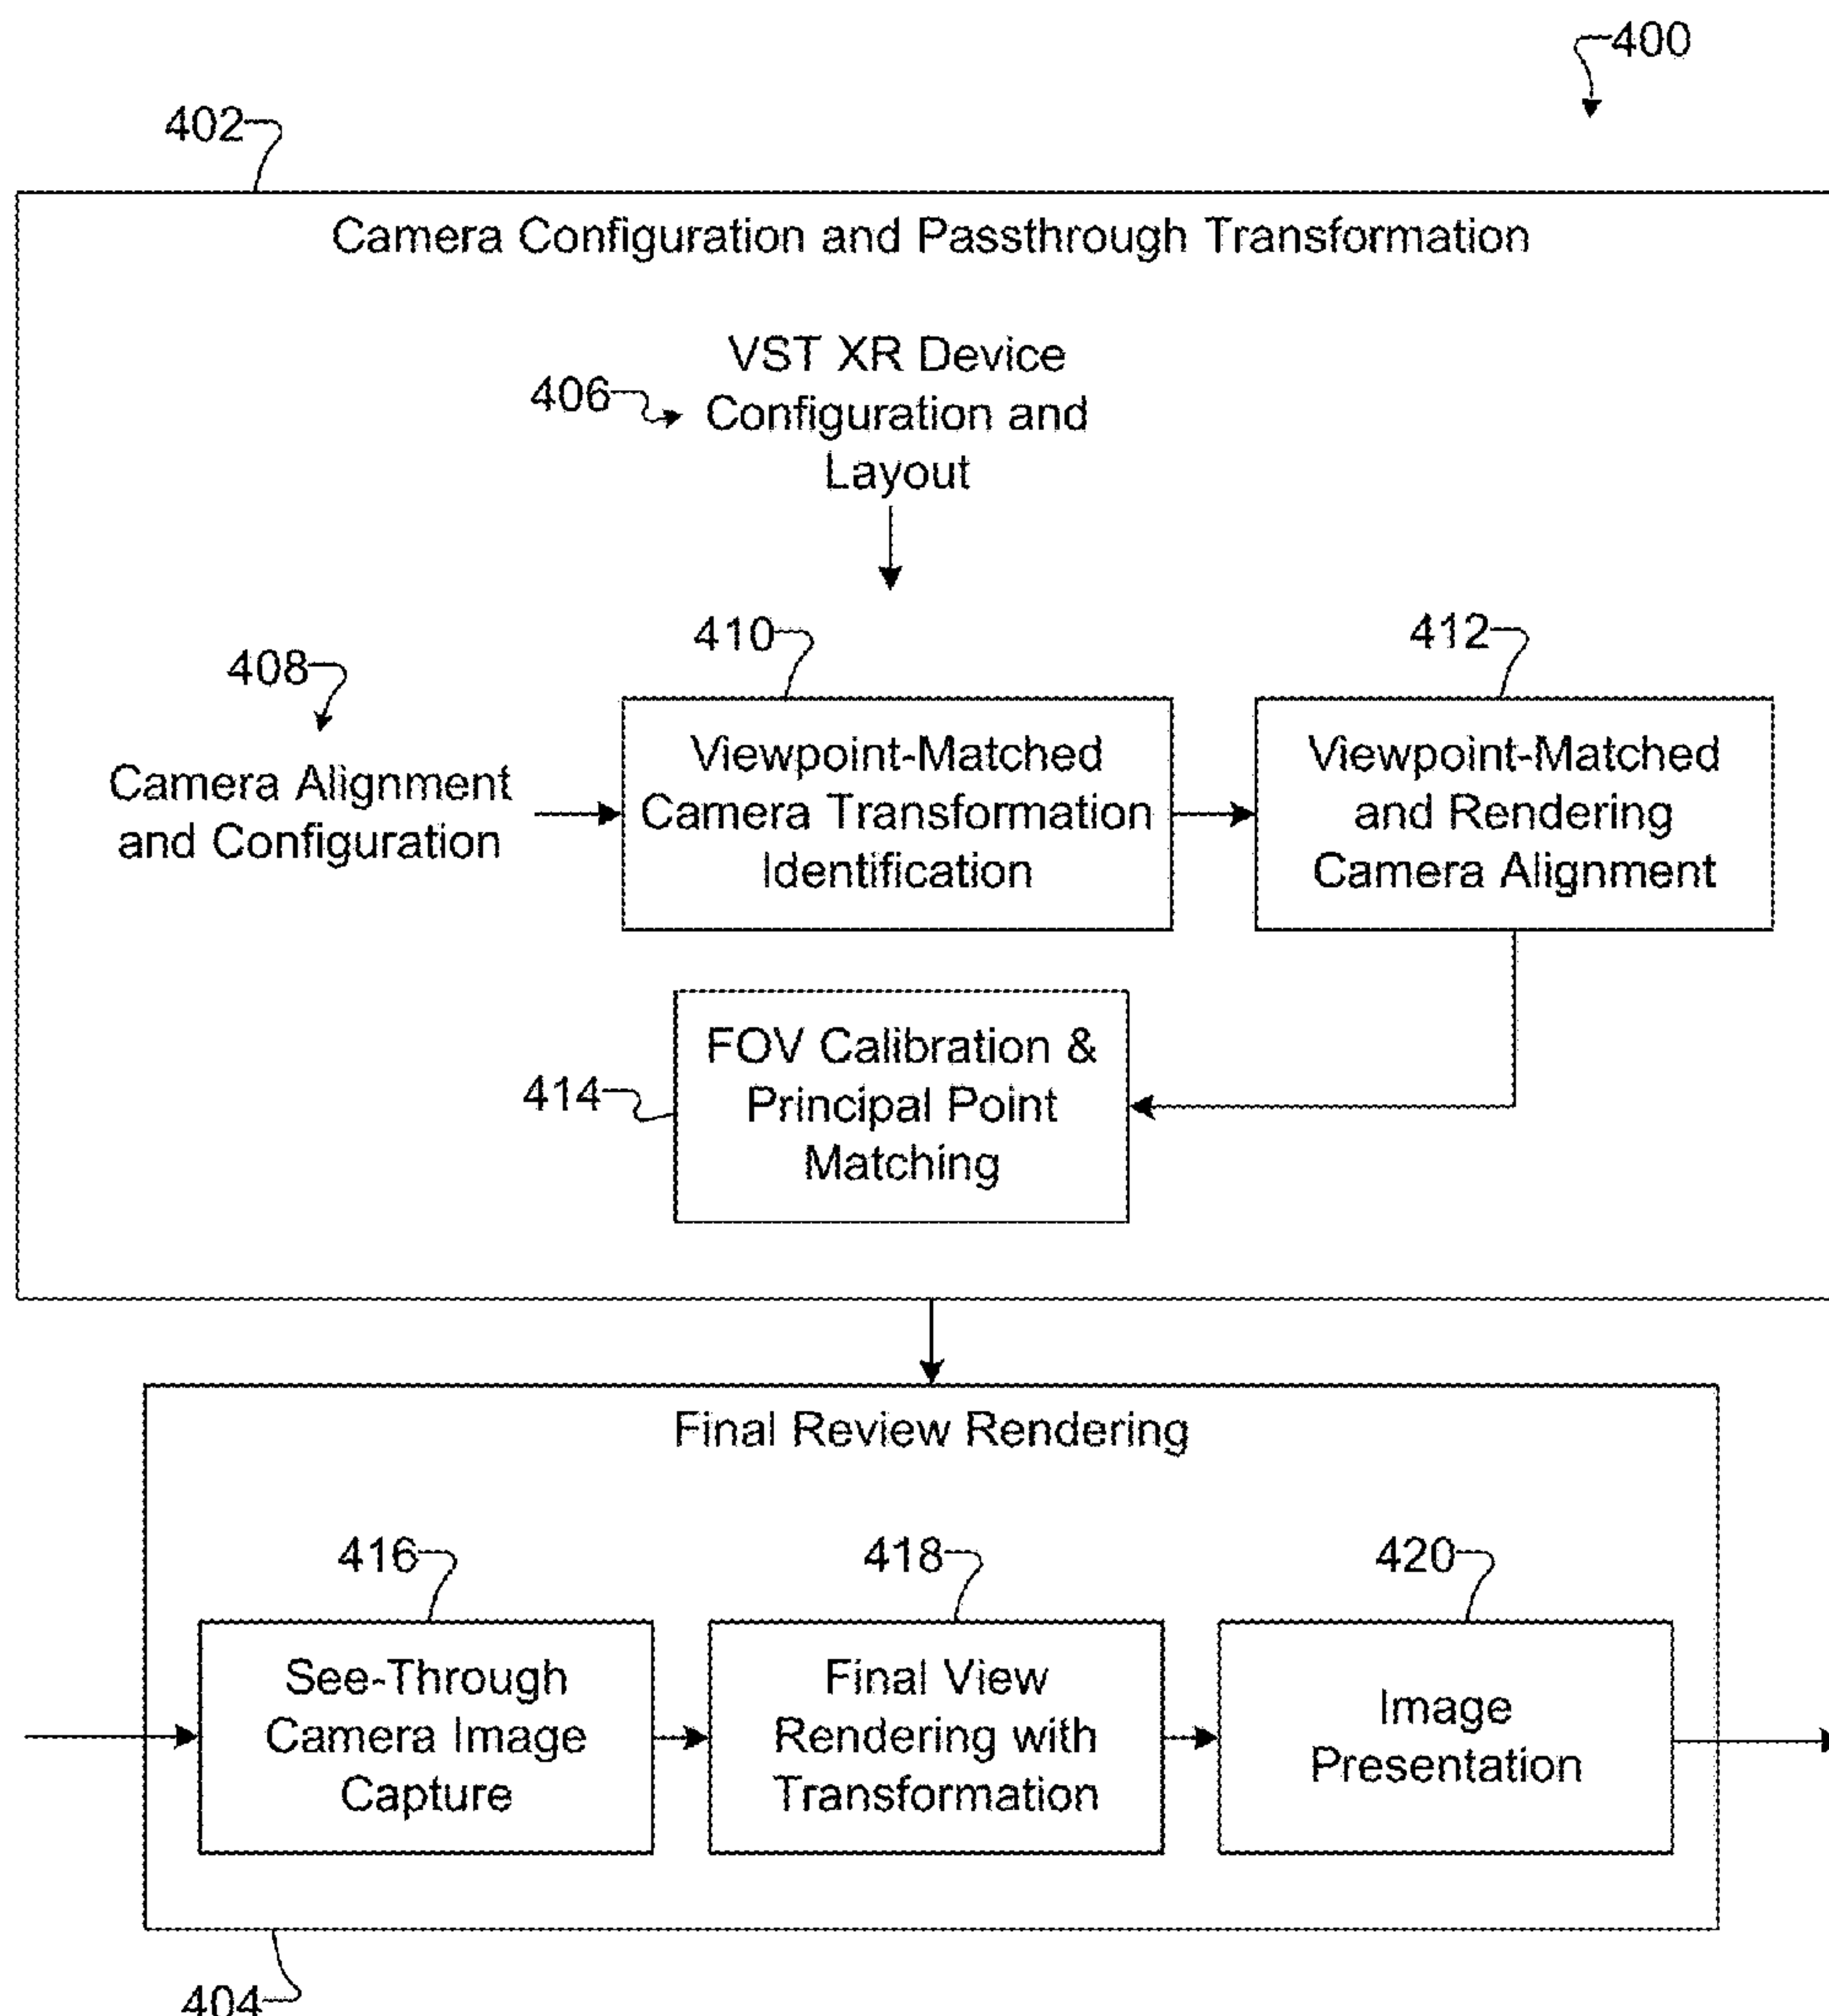 400
402
Camera Configuration and Passthrough Transformation
VST XR Device
406
Configuration and
Layout
410
412
408
Viewpoint-Matched
Camera Transformation
Identification
Viewpoint-Matched
and Rendering
Camera Alignment
Camera Alignment
and Configuration
FOV Calibration &
Principal Point
Matching
414
Final Review Rendering
416
418
420
See-Through
Camera Image
Capture
Final View
Rendering with
Transformation
Image
Presentation
404